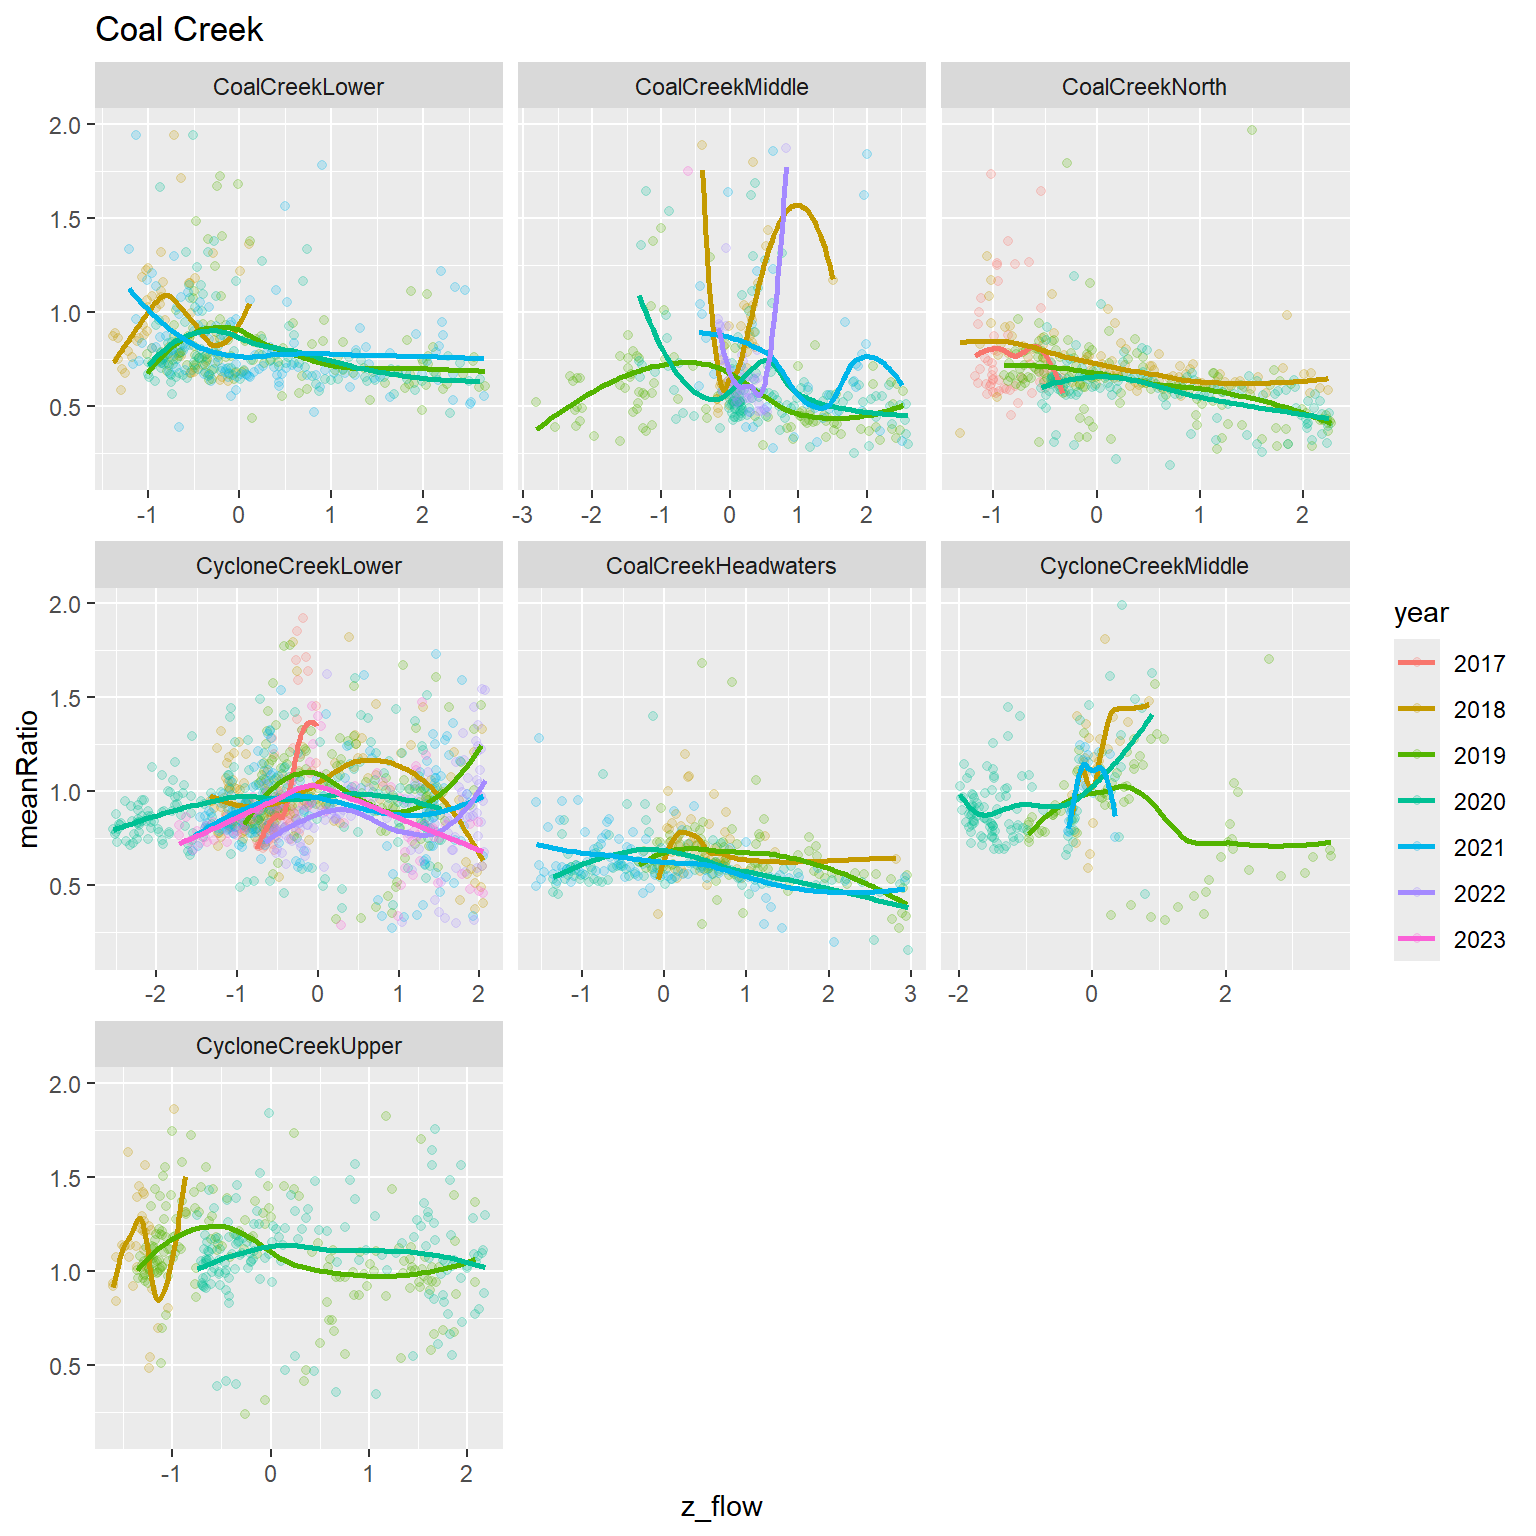 Coal Creek
CoalCreekLower CoalCreekMiddle CoalCreekNorth
2.0
1.5
1.0
0.5
-1 0 1 2 -3 -2 -1 0 1 2 -1 0 1 2
CycloneCreekLower CoalCreekHeadwaters CycloneCreekMiddle
2.0
1.5
1.0
0.5
-2 -1 0 1 2 -1 0 1 2 3 -2 0 2
CycloneCreekUpper
2.0
1.5
1.0
0.5
-1 0 1 2
meanRatio
z_flow
year
2017
2018
2019
2020
2021
2022
2023